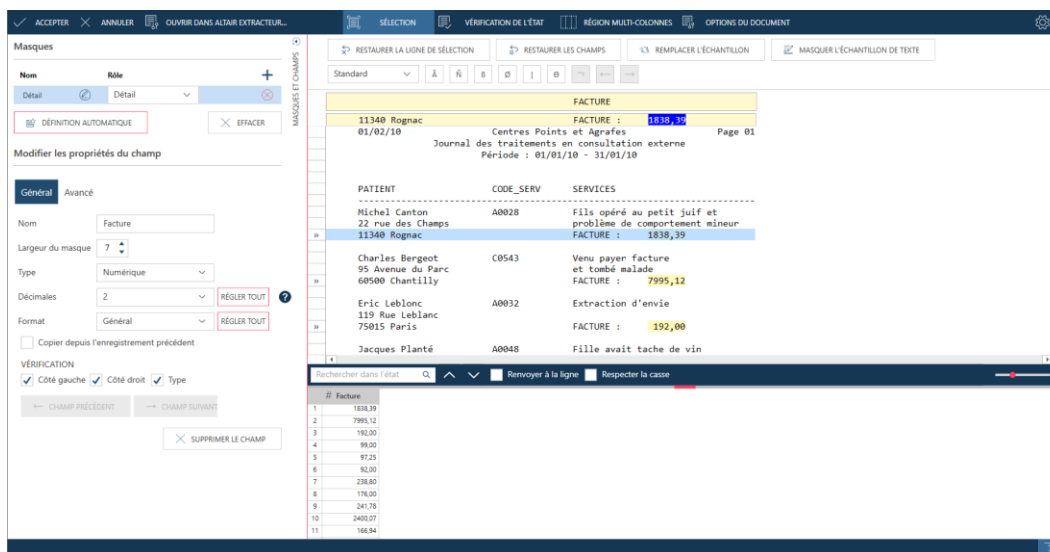 ACCEPTER ANNULER OUVRIR DANS ALTAIR EXTRACTEUR... SÉLECTION VÉRIFICATION DE L'ÉTAT RÉGION MULTI-COLONNES OPTIONS DU DOCUMENT
Masques
Nom Rôle
Détail Détail
DÉFINITION AUTOMATIQUE EFFACER
Modifier les propriétés du champ
Général Avancé
Nom Facture
Largeur du masque 7
Type Numérique
Décimales 2 RÉGLER TOUT ?
Format Général RÉGLER TOUT
Copier depuis l'enregistrement précédent
VÉRIFICATION
Côté gauche Côté droit Type
← CHAMP PRÉCÉDENT → CHAMP SUIVANT
SUPPRIMER LE CHAMP
MASQUES ET CHAMPS
RESTAURER LA LIGNE DE SÉLECTION RESTAURER LES CHAMPS REMPLACER L'ÉCHANTILLON MASQUER L'ÉCHANTILLON DE TEXTE
Standard Ã Ñ ß Ø | ¬ ← →
FACTURE
11340 Rognac FACTURE : 1838,39
01/02/10 Centres Points et Agrafes Page 01
Journal des traitements en consultation externe
Période : 01/01/10 - 31/01/10
PATIENT CODE_SERV SERVICES
Michel Canton A0028 Fils opéré au petit juif et
22 rue des Champs problème de comportement mineur
» 11340 Rognac FACTURE : 1838,39
Charles Bergeot C0543 Venu payer facture
95 Avenue du Parc et tombé malade
» 60500 Chantilly FACTURE : 7995,12
Eric Leblonc A0032 Extraction d'envie
119 Rue Leblanc
» 75015 Paris FACTURE : 192,00
Jacques Planté A0048 Fille avait tache de vin
Rechercher dans l'état Renvoyer à la ligne Respecter la casse
# Facture
1 1838,39
2 7995,12
3 192,00
4 99,00
5 97,25
6 92,00
7 238,80
8 176,00
9 241,78
10 2400,07
11 166,94